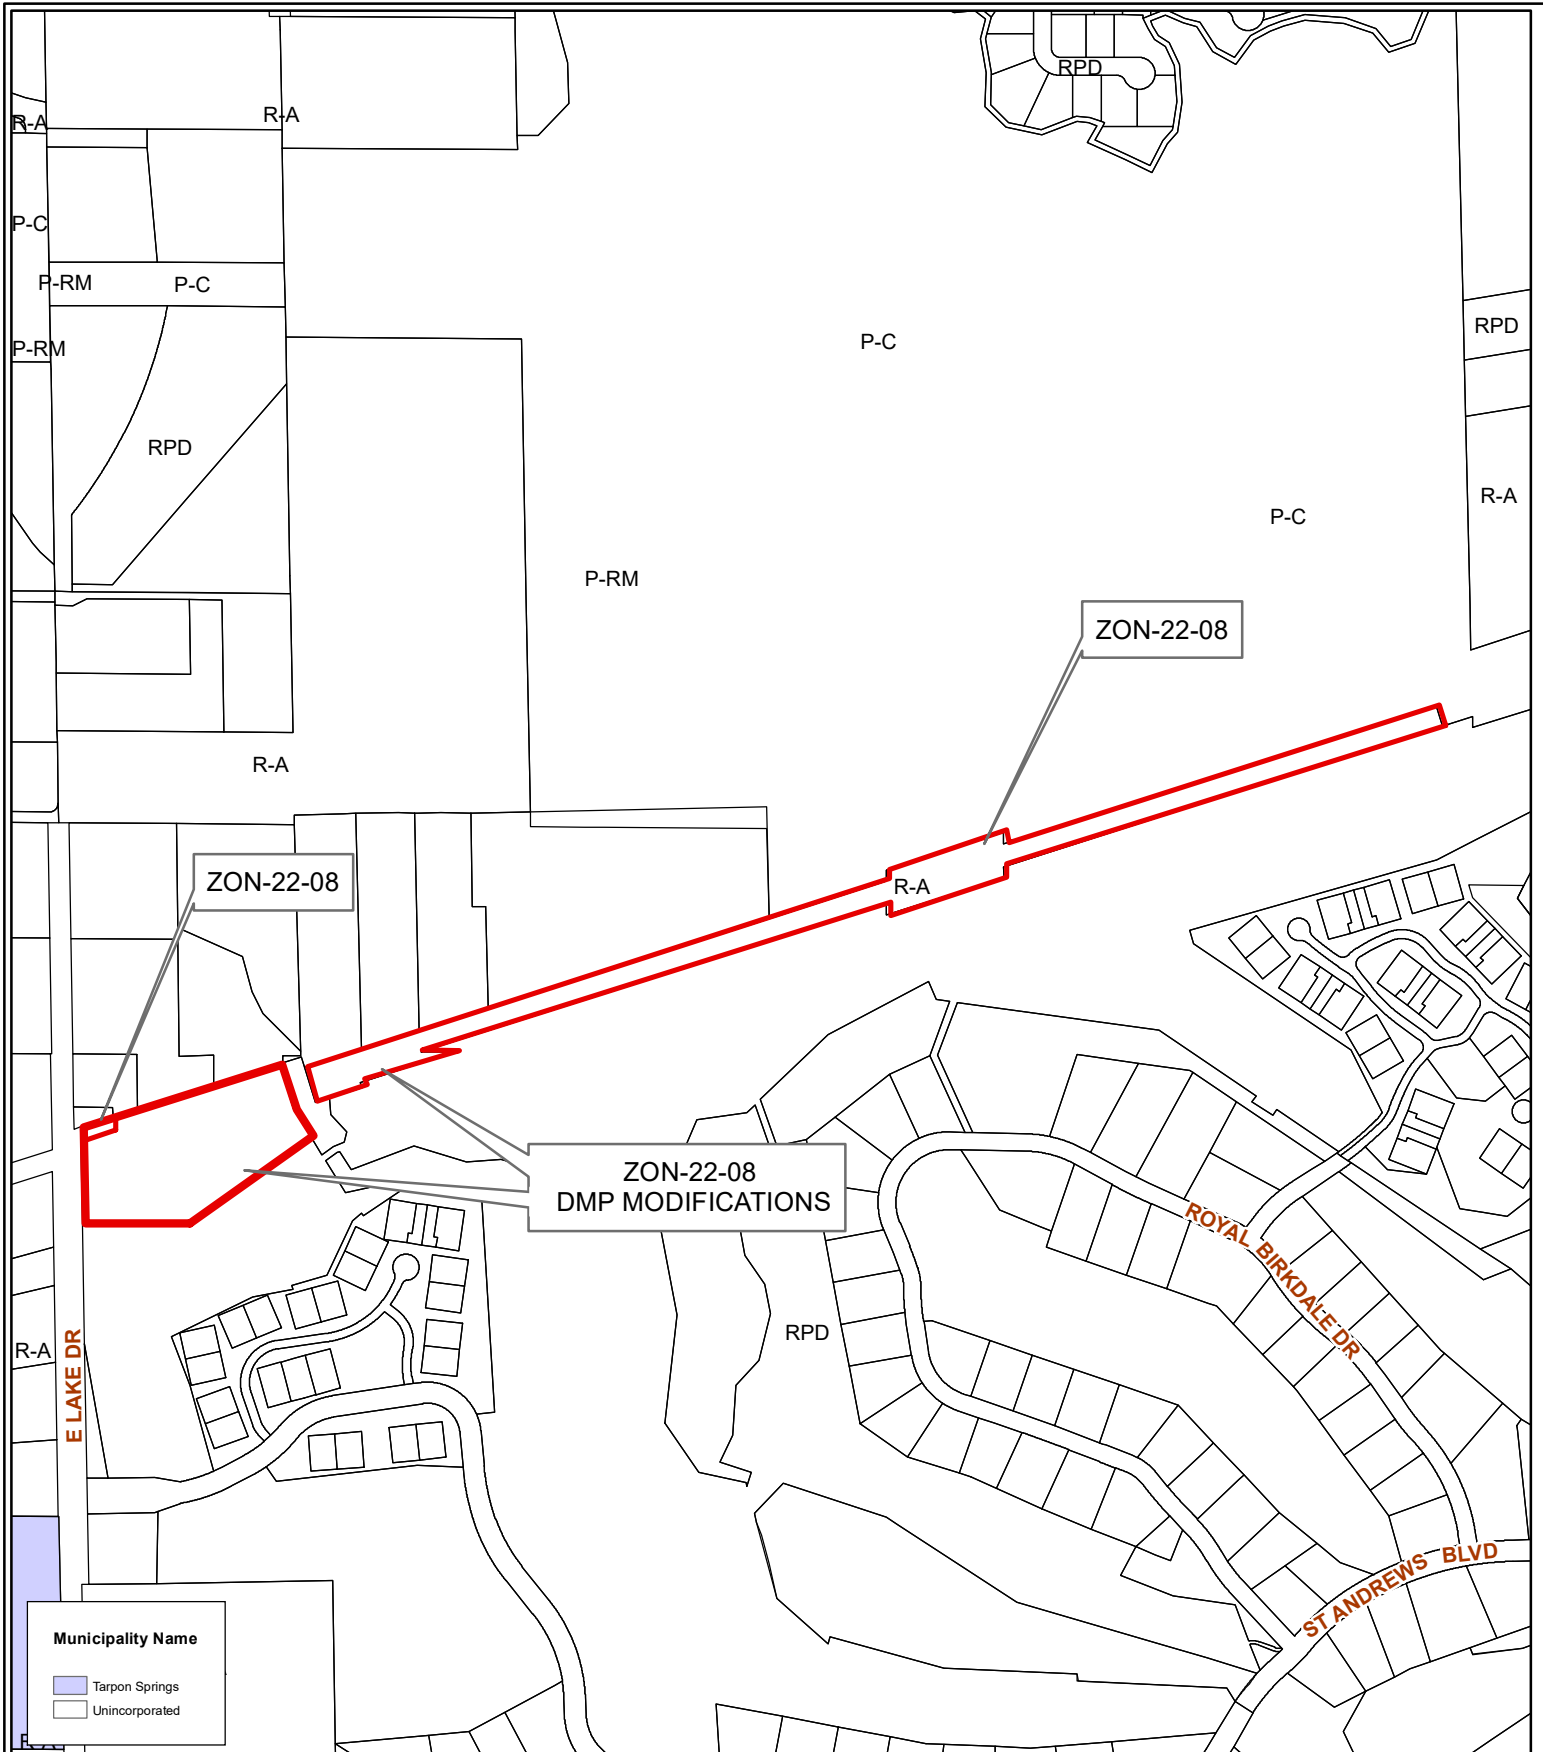 RPD
R-A
R-A
P-C
P-RM
P-C
RPD
P-C
P-RM
RPD
R-A
P-C
P-RM
ZON-22-08
R-A
ZON-22-08
R-A
ZON-22-08
DMP MODIFICATIONS
ROYAL BIRKDALE DR
RPD
R-A
E LAKE DR
ST ANDREWS BLVD
Municipality Name
Tarpon Springs
Unincorporated